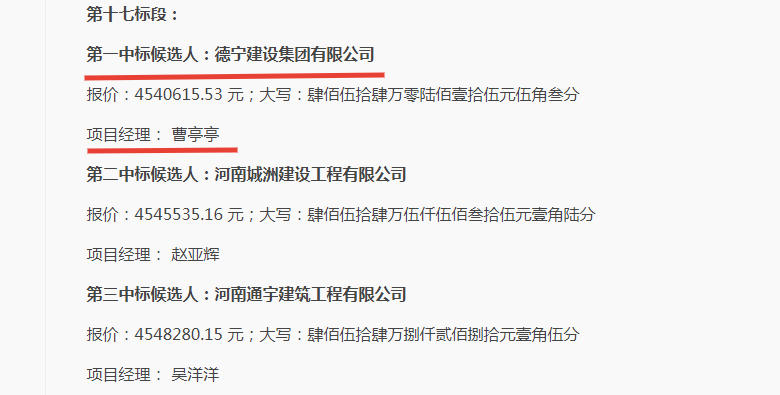 第十七标段：
第一中标候选人：德宁建设集团有限公司
报价：4540615.53 元；大写：肆佰伍拾肆万零陆佰壹拾伍元伍角叁分
项目经理： 曹亭亭
第二中标候选人：河南城洲建设工程有限公司
报价：4545535.16 元；大写：肆佰伍拾肆万伍仟伍佰叁拾伍元壹角陆分
项目经理： 赵亚辉
第三中标候选人：河南通宇建筑工程有限公司
报价：4548280.15 元；大写：肆佰伍拾肆万捌仟贰佰捌拾元壹角伍分
项目经理： 吴洋洋